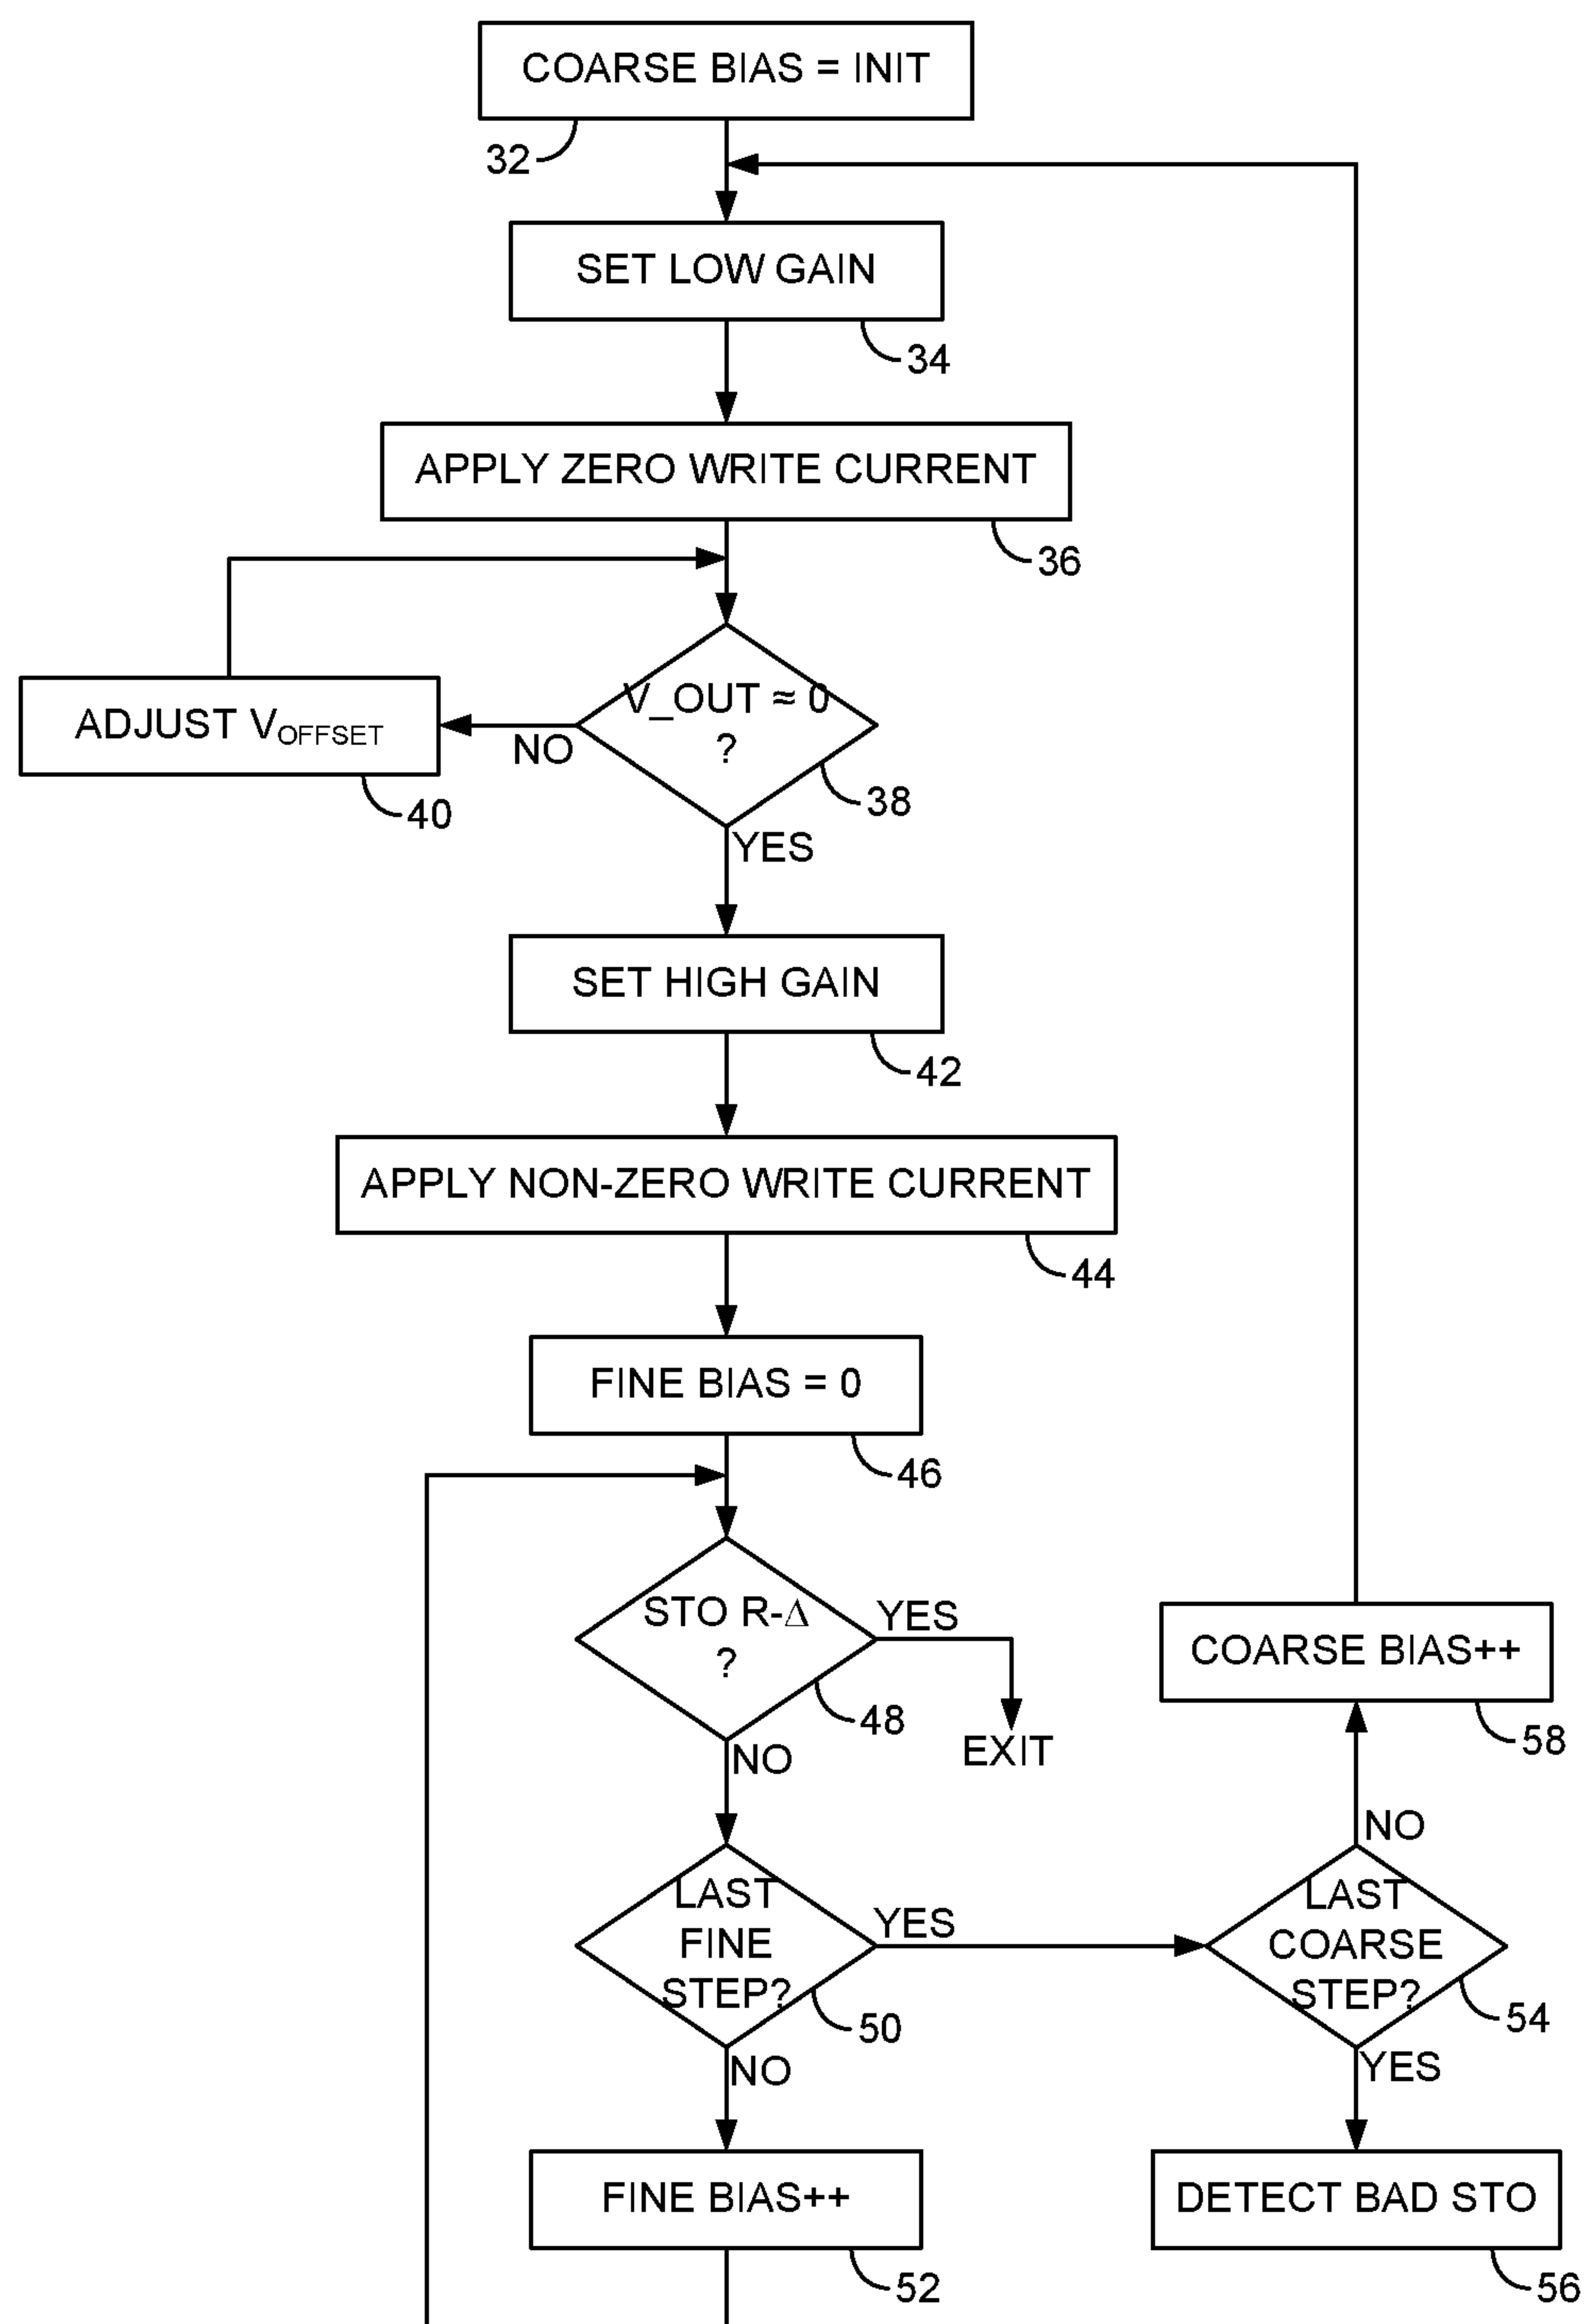 COARSE BIAS = INIT
32
SET LOW GAIN
34
APPLY ZERO WRITE CURRENT
36
V_OUT ≈ 0
?
NO
38
ADJUST VOFFSET
40
YES
SET HIGH GAIN
42
APPLY NON-ZERO WRITE CURRENT
44
FINE BIAS = 0
46
STO R-Δ
?
YES
48
EXIT
NO
COARSE BIAS++
58
NO
LAST
FINE
STEP?
YES
50
LAST
COARSE
STEP?
54
NO
YES
FINE BIAS++
52
DETECT BAD STO
56